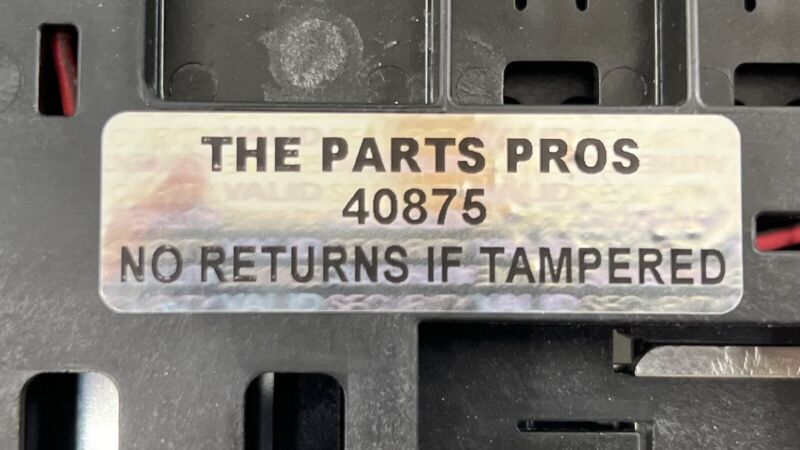 THE PARTS PROS
40875
NO RETURNS IF TAMPERED